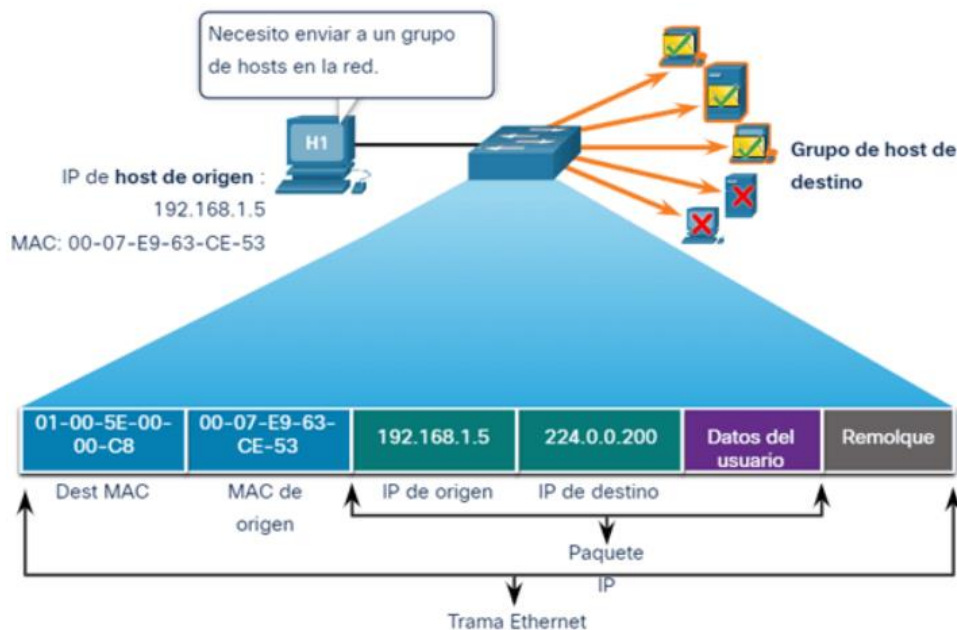 Necesito enviar a un grupo
de hosts en la red.
H1
IP de host de origen :
192.168.1.5
MAC: 00-07-E9-63-CE-53
Grupo de host de
destino
01-00-5E-00-
00-C8
00-07-E9-63-
CE-53
192.168.1.5
224.0.0.200
Datos del
usuario
Remolque
Dest MAC
MAC de
origen
IP de origen
IP de destino
Paquete
IP
Trama Ethernet